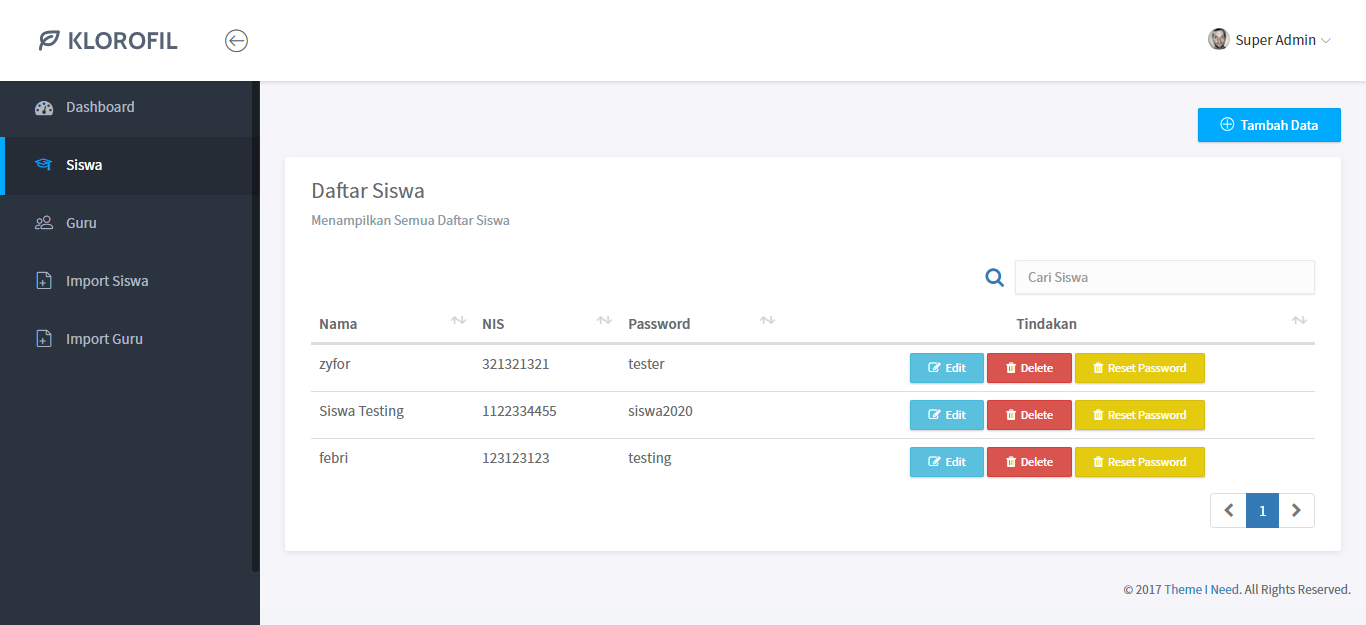 KLOROFIL
Super Admin
Dashboard
Siswa
Guru
Import Siswa
Import Guru
Tambah Data
Daftar Siswa
Menampilkan Semua Daftar Siswa
Cari Siswa
Nama NIS Password Tindakan
zyfor 321321321 tester Edit Delete Reset Password
Siswa Testing 1122334455 siswa2020 Edit Delete Reset Password
febri 123123123 testing Edit Delete Reset Password
1
© 2017 Theme I Need. All Rights Reserved.